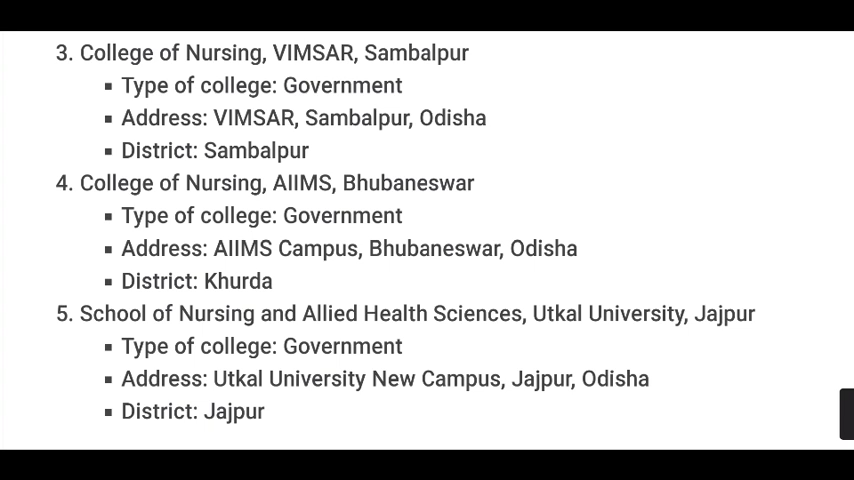 3. College of Nursing, VIMSAR, Sambalpur
▪ Type of college: Government
▪ Address: VIMSAR, Sambalpur, Odisha
▪ District: Sambalpur
4. College of Nursing, AIIMS, Bhubaneswar
▪ Type of college: Government
▪ Address: AIIMS Campus, Bhubaneswar, Odisha
▪ District: Khurda
5. School of Nursing and Allied Health Sciences, Utkal University, Jajpur
▪ Type of college: Government
▪ Address: Utkal University New Campus, Jajpur, Odisha
▪ District: Jajpur